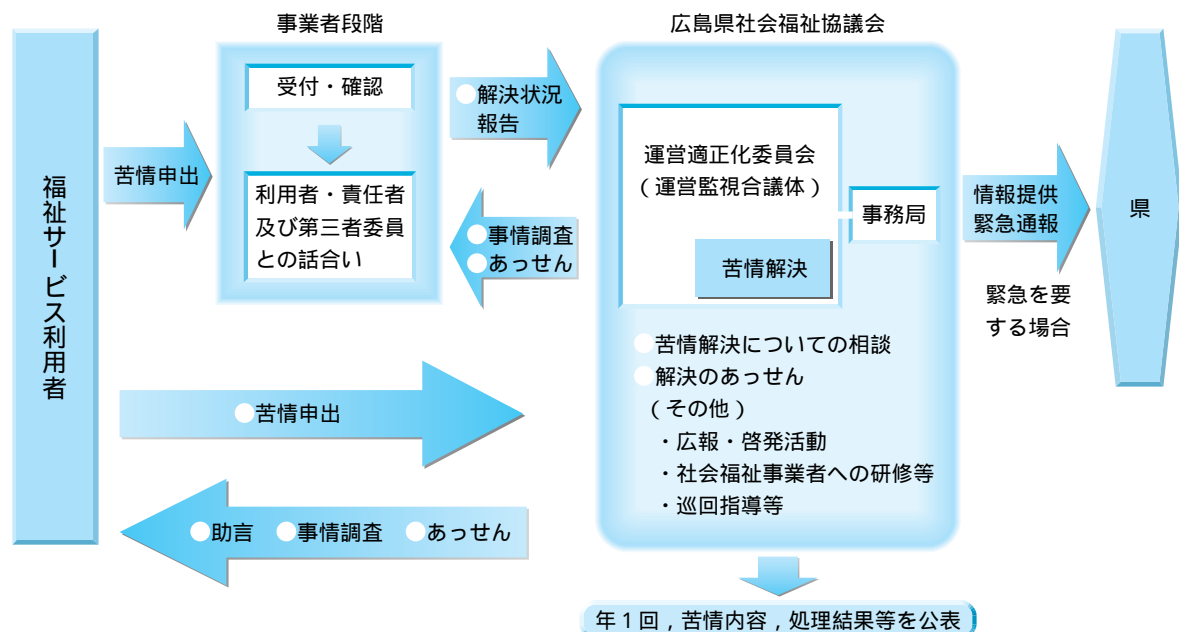 事業者段階
広島県社会福祉協議会
福祉サービス利用者
苦情申出
受付・確認
利用者・責任者
及び第三者委員
との話合い
解決状況
報告
事情調査
あっせん
運営適正化委員会
(運営監視合議体)
事務局
苦情解決
苦情解決についての相談
解決のあっせん
(その他)
・広報・啓発活動
・社会福祉事業者への研修等
・巡回指導等
情報提供
緊急通報
緊急を要
する場合
県
苦情申出
助言 事情調査 あっせん
年1回,苦情内容,処理結果等を公表